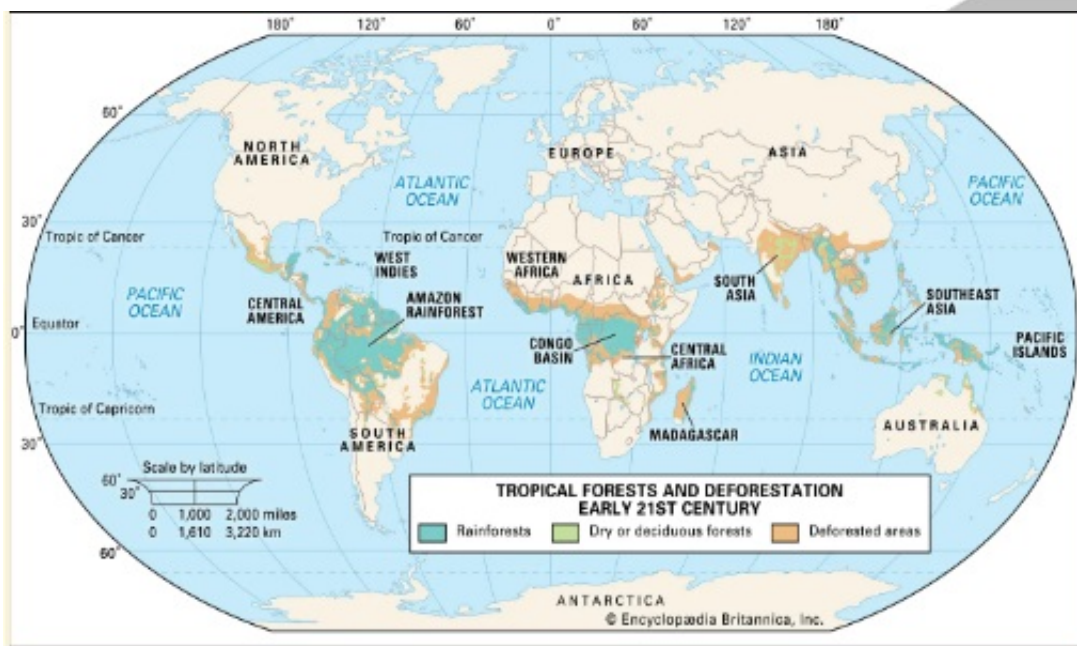 180° 120° 60° 0° 60° 120° 180°
60°
NORTH
AMERICA
EUROPE
ASIA
ATLANTIC
OCEAN
PACIFIC
OCEAN
30°
Tropic of Cancer
Tropic of Cancer
WEST
INDIES
WESTERN
AFRICA
AFRICA
SOUTH
ASIA
PACIFIC
OCEAN
CENTRAL
AMERICA
AMAZON
RAINFOREST
SOUTHEAST
ASIA
0°
Equator
CONGO
BASIN
CENTRAL
AFRICA
INDIAN
OCEAN
PACIFIC
ISLANDS
ATLANTIC
OCEAN
Tropic of Capricorn
MADAGASCAR
AUSTRALIA
SOUTH
AMERICA
30°
30°
Scale by latitude
60°
30°
0 1,000 2,000 miles
0 1,610 3,220 km
60°
60°
TROPICAL FORESTS AND DEFORESTATION
EARLY 21ST CENTURY
Rainforests Dry or deciduous forests Deforested areas
60°
ANTARCTICA
© Encyclopædia Britannica, Inc.